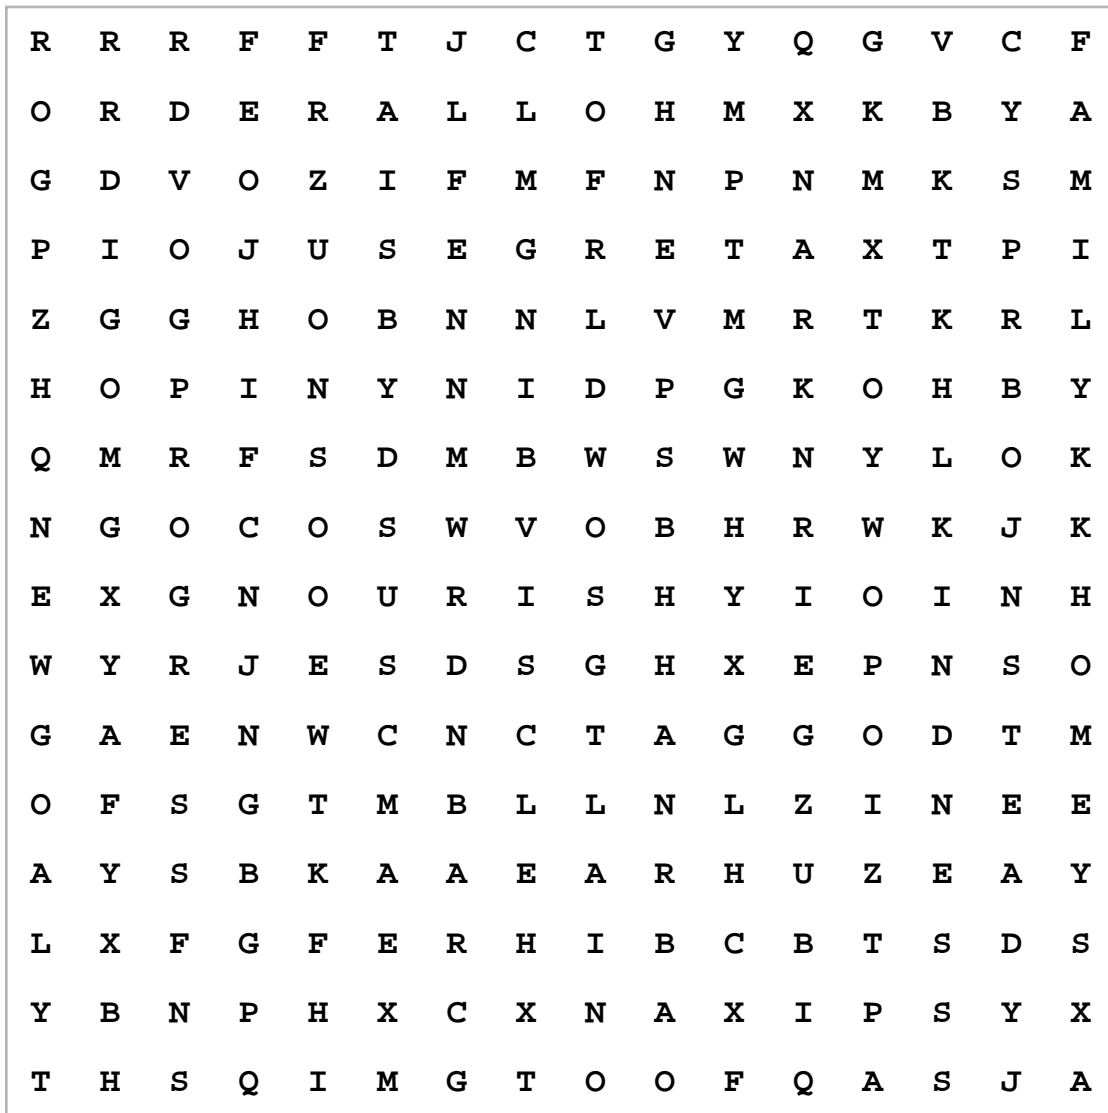 R R R F F T J C T G Y Q G V C F
O R D E R A L L O H M X K B Y A
G D V O Z I F M F N P N M K S M
P I O J U S E G R E T A X T P I
Z G G H O B N N L V M R T K R L
H O P I N Y N I D P G K O H B Y
Q M R F S D M B W S W N Y L O K
N G O C O S W V O B H R W K J K
E X G N O U R I S H Y I O I N H
W Y R J E S D S G H X E P N S O
G A E N W C N C T A G G O D T M
O F S G T M B L L N L Z I N E E
A Y S B K A A E A R H U Z E A Y
L X F G F E R H I B C B T S D S
Y B N P H X C X N A X I P S Y X
T H S Q I M G T O O F Q A S J A